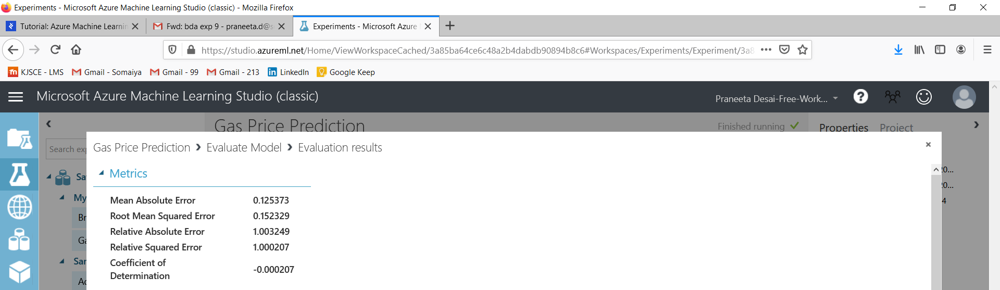 Experiments - Microsoft Azure Machine Learning Studio (classic) - Mozilla Firefox
Tutorial: Azure Machine Learnin
Fwd: bda exp 9 - praneeta.d@s
Experiments - Microsoft Azure
https://studio.azureml.net/Home/ViewWorkspaceCached/3a85ba64ce6c48a2b4dabdb90894b8c6#Workspaces/Experiments/Experiment/3a8
KJSCE - LMS
Gmail - Somaiya
Gmail - 99
Gmail - 213
LinkedIn
Google Keep
Microsoft Azure Machine Learning Studio (classic)
Praneeta Desai-Free-Work...
Gas Price Prediction
Finished running
Properties
Project
Search exp
Gas Price Prediction > Evaluate Model > Evaluation results
Metrics
Mean Absolute Error 0.125373
Root Mean Squared Error 0.152329
Relative Absolute Error 1.003249
Relative Squared Error 1.000207
Coefficient of
Determination -0.000207
My
Br
Ga
20...
20...
4